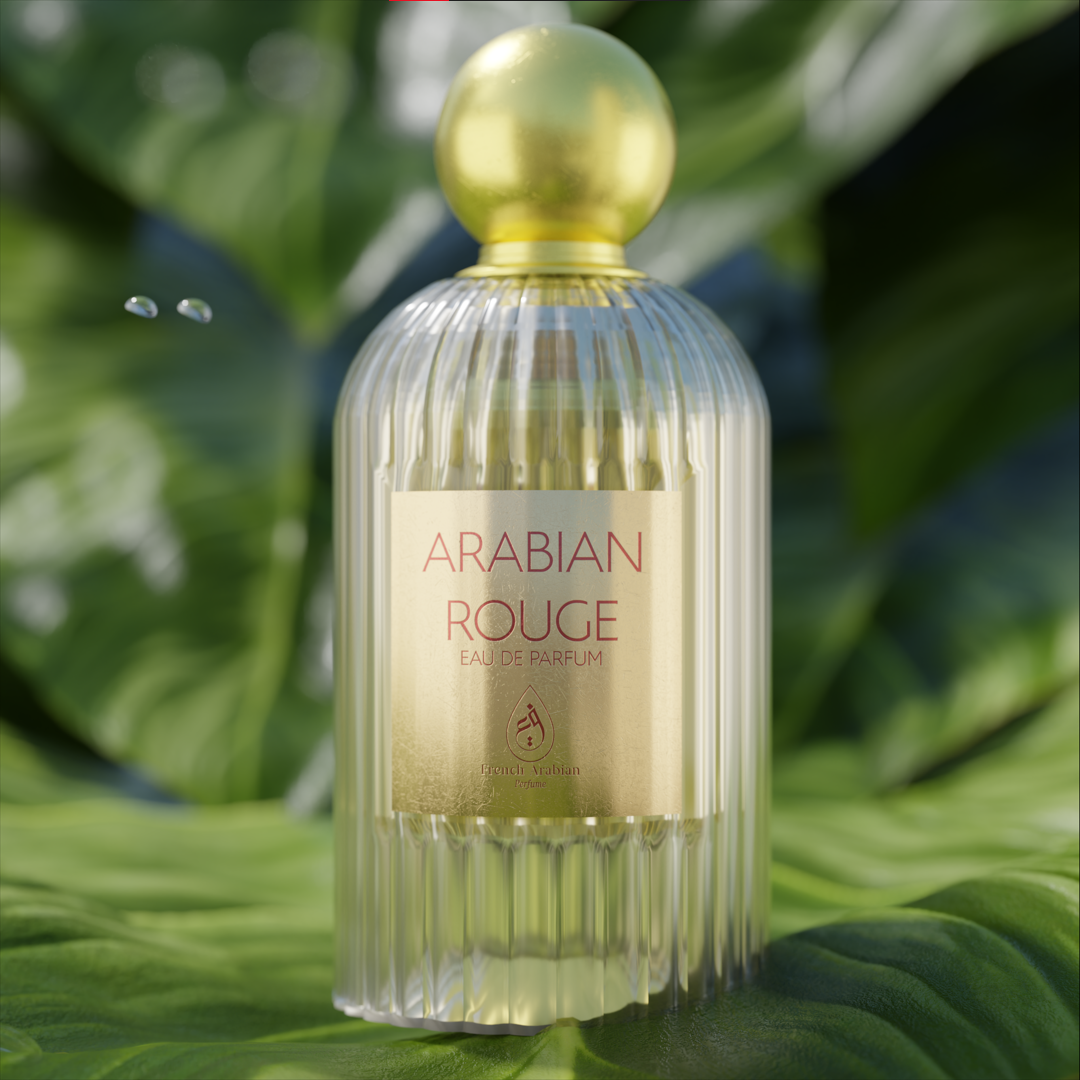 ARABIAN
ROUGE
EAU DE PARFUM
French Arabian
Perfume